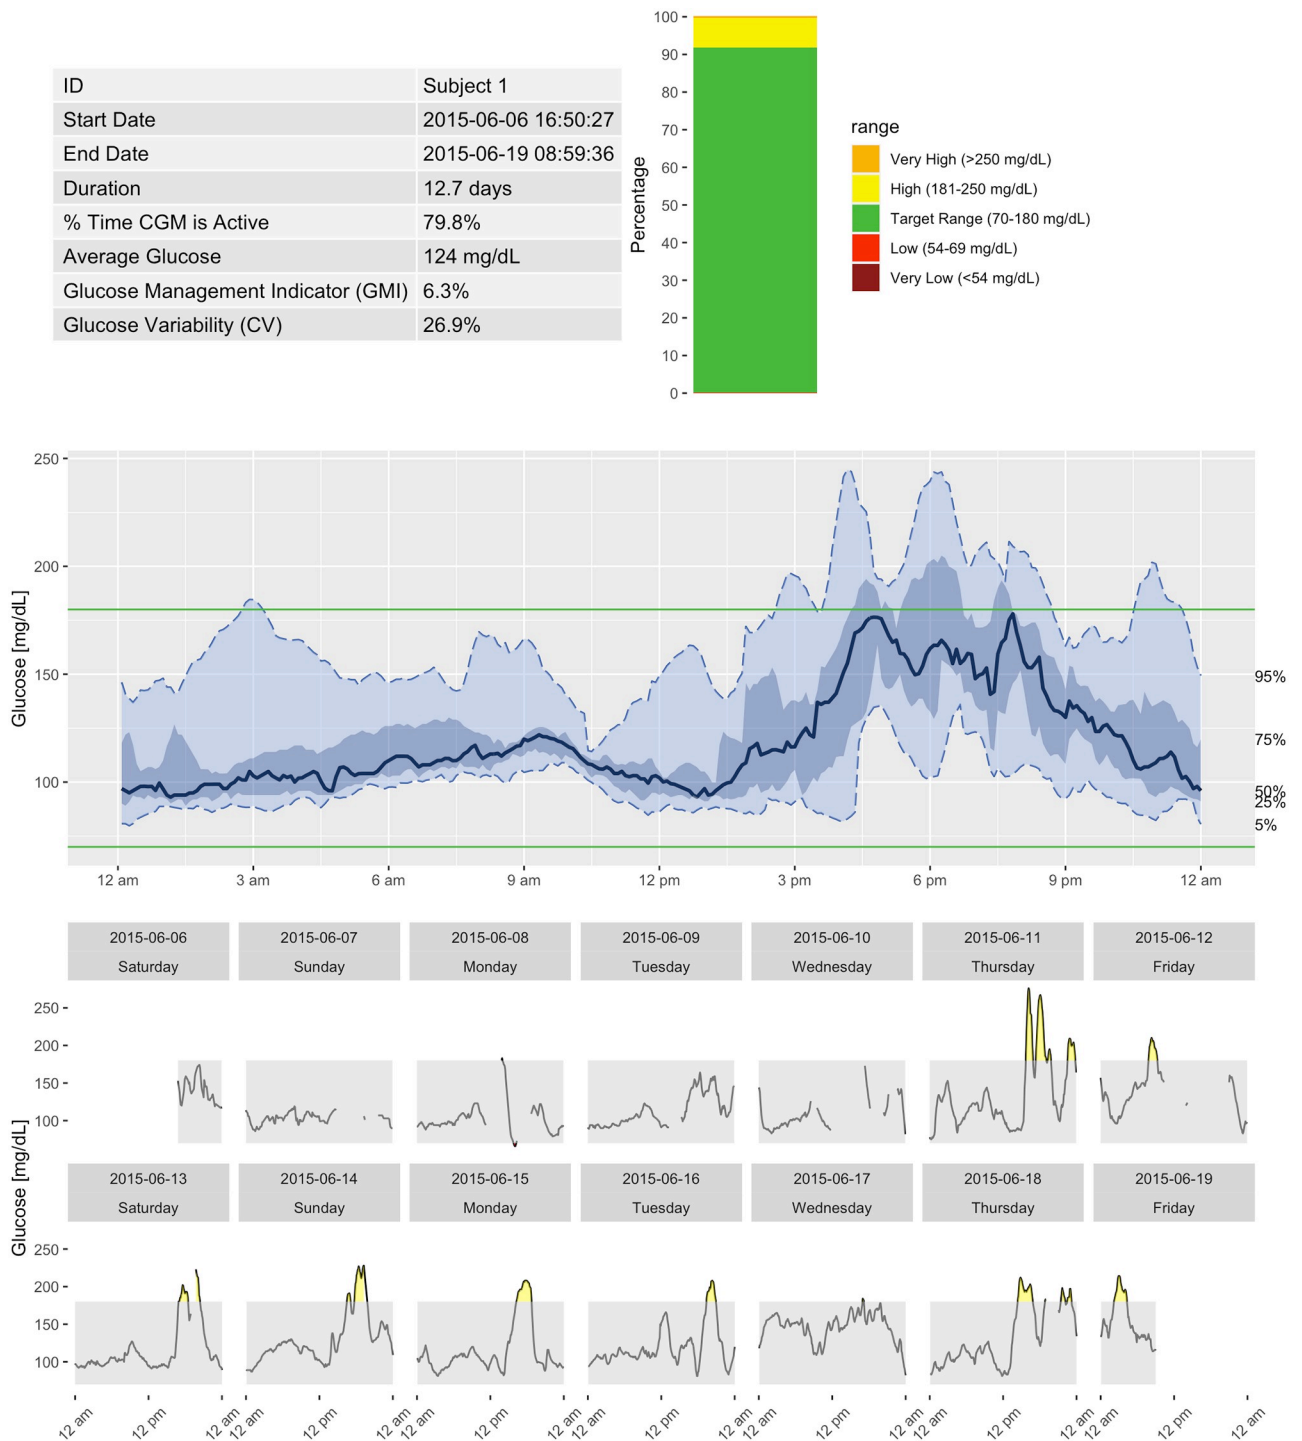 ID Subject 1
Start Date 2015-06-06 16:50:27
End Date 2015-06-19 08:59:36
Duration 12.7 days
% Time CGM is Active 79.8%
Average Glucose 124 mg/dL
Glucose Management Indicator (GMI) 6.3%
Glucose Variability (CV) 26.9%
Percentage
100
90
80
70
60
50
40
30
20
10
0
range
Very High (>250 mg/dL)
High (181-250 mg/dL)
Target Range (70-180 mg/dL)
Low (54-69 mg/dL)
Very Low (<54 mg/dL)
Glucose [mg/dL]
250
200
150
100
95%
75%
50%
25%
5%
12 am 3 am 6 am 9 am 12 pm 3 pm 6 pm 9 pm 12 am
2015-06-06 2015-06-07 2015-06-08 2015-06-09 2015-06-10 2015-06-11 2015-06-12
Saturday Sunday Monday Tuesday Wednesday Thursday Friday
Glucose [mg/dL]
250
200
150
100
2015-06-13 2015-06-14 2015-06-15 2015-06-16 2015-06-17 2015-06-18 2015-06-19
Saturday Sunday Monday Tuesday Wednesday Thursday Friday
250
200
150
100
12 am 12 pm 12 am 12 am 12 pm 12 am 12 am 12 pm 12 am 12 am 12 pm 12 am 12 am 12 pm 12 am 12 am 12 pm 12 am 12 am 12 pm 12 am